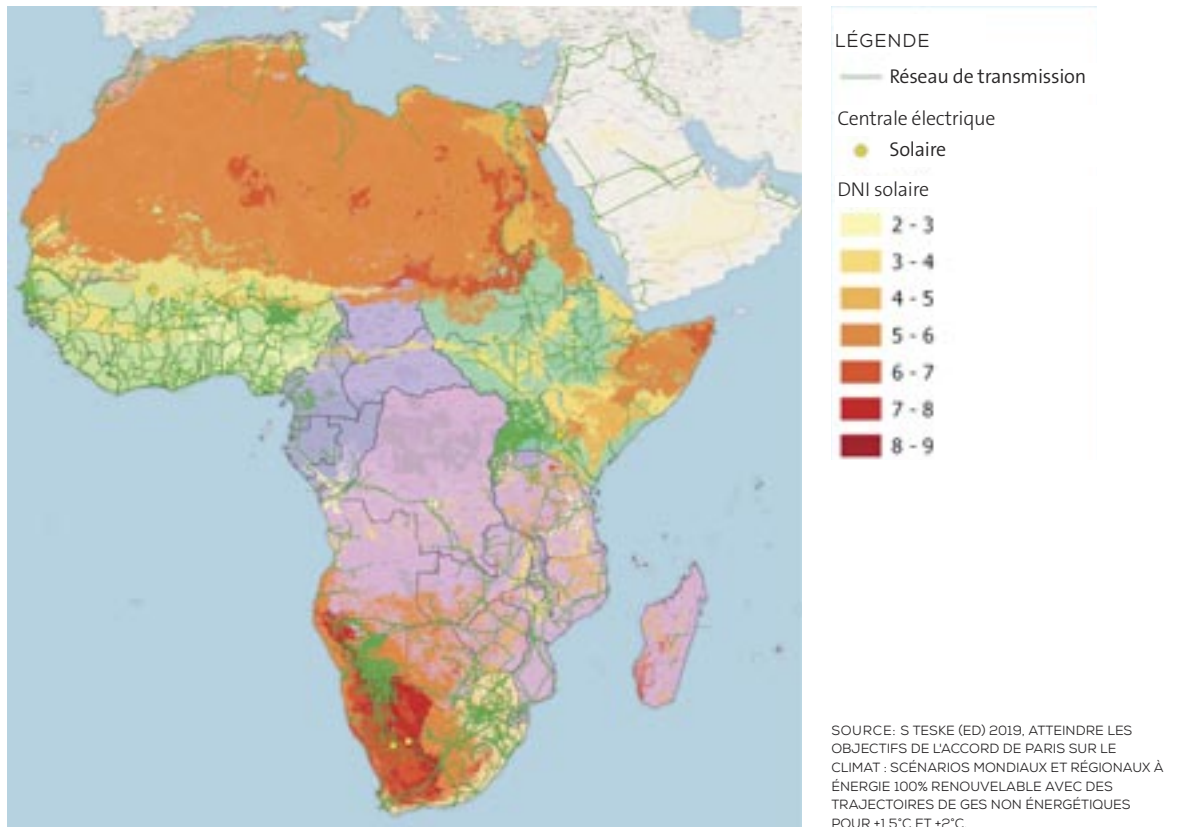 LÉGENDE
Réseau de transmission
Centrale électrique
Solaire
DNI solaire
2 - 3
3 - 4
4 - 5
5 - 6
6 - 7
7 - 8
8 - 9
SOURCE: S TESKE (ED) 2019, ATTEINDRE LES
OBJECTIFS DE L'ACCORD DE PARIS SUR LE
CLIMAT : SCÉNARIOS MONDIAUX ET RÉGIONAUX À
ÉNERGIE 100% RENOUVELABLE AVEC DES
TRAJECTOIRES DE GES NON ÉNERGÉTIQUES
POUR +1.5°C ET +2°C